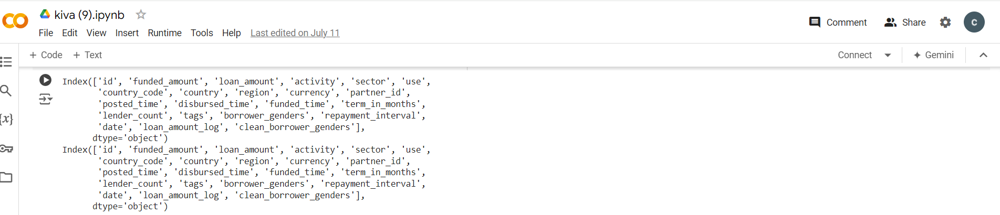 kiva (9).ipynb
File Edit View Insert Runtime Tools Help Last edited on July 11
Comment Share C
+ Code + Text
Connect Gemini
{x}
Index(['id', 'funded_amount', 'loan_amount', 'activity', 'sector', 'use',
'country_code', 'country', 'region', 'currency', 'partner_id',
'posted_time', 'disbursed_time', 'funded_time', 'term_in_months',
'lender_count', 'tags', 'borrower_genders', 'repayment_interval',
'date', 'loan_amount_log', 'clean_borrower_genders'],
dtype='object')
Index(['id', 'funded_amount', 'loan_amount', 'activity', 'sector', 'use',
'country_code', 'country', 'region', 'currency', 'partner_id',
'posted_time', 'disbursed_time', 'funded_time', 'term_in_months',
'lender_count', 'tags', 'borrower_genders', 'repayment_interval',
'date', 'loan_amount_log', 'clean_borrower_genders'],
dtype='object')